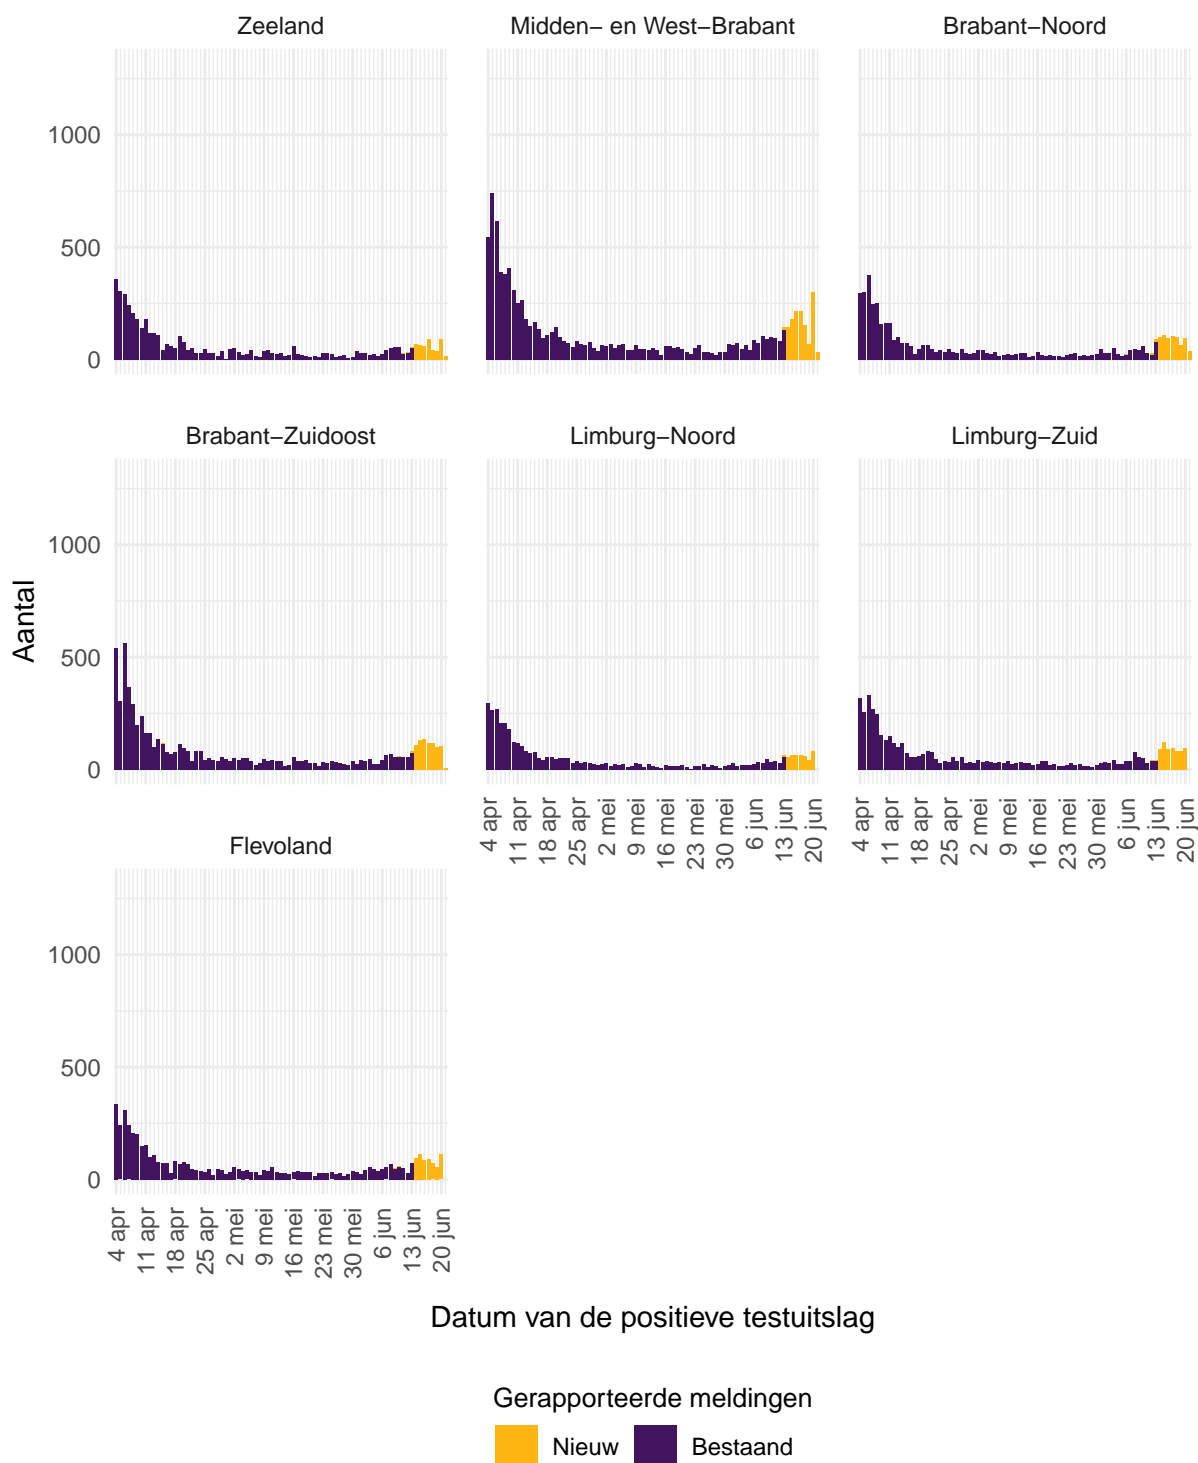 Zeeland
Midden– en West–Brabant
Brabant–Noord
1000
500
0
Brabant–Zuidoost
Limburg–Noord
Limburg–Zuid
1000
500
0
Aantal
4 apr
11 apr
18 apr
25 apr
2 mei
9 mei
16 mei
23 mei
30 mei
6 jun
13 jun
20 jun
4 apr
11 apr
18 apr
25 apr
2 mei
9 mei
16 mei
23 mei
30 mei
6 jun
13 jun
20 jun
Flevoland
1000
500
0
4 apr
11 apr
18 apr
25 apr
2 mei
9 mei
16 mei
23 mei
30 mei
6 jun
13 jun
20 jun
Datum van de positieve testuitslag
Gerapporteerde meldingen
Nieuw
Bestaand